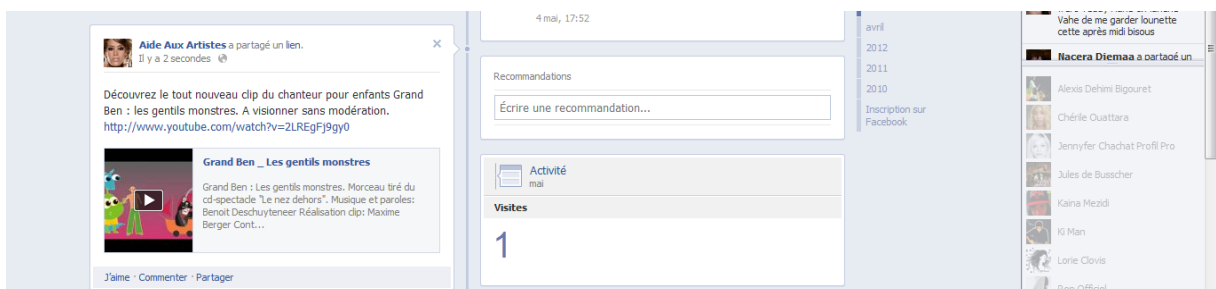 Aide Aux Artistes a partagé un lien.
Il y a 2 secondes
Découvrez le tout nouveau clip du chanteur pour enfants Grand
Ben : les gentils monstres. A visionner sans modération.
http://www.youtube.com/watch?v=2LREgFj9gy0
Grand Ben _ Les gentils monstres
Grand Ben : Les gentils monstres. Morceau tiré du
cd-spectacle "Le nez dehors". Musique et paroles:
Benoit Deschuyteneer Réalisation clip: Maxime
Berger Cont...
J'aime · Commenter · Partager
4 mai, 17:52
Recommandations
Écrire une recommandation...
Activité
mai
Visites
1
avril
2012
2011
2010
Inscription sur
Facebook
Vahe de me garder lounette
cette après midi bisous
Nacera Diemaa a partagé un
Alexis Dehimi Bigouret
Chérile Ouattara
Jennyfer Chachat Profil Pro
Jules de Busscher
Kaina Mezidi
Ki Man
Lorie Clovis